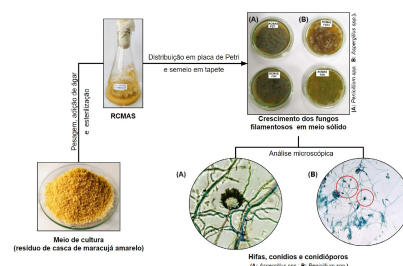 (A) (B)
(A: Penicillium spp. B: Aspergillus spp.).
Distribuição em placa de Petri
e semeio em tapete
RCMAS
Pesagem, adição de ágar
e esterilização
Crescimento dos fungos
filamentosos em meio sólido
Análise microscópica
(A) (B)
Meio de cultura
(resíduo de casca de maracujá amarelo)
Hifas, conídios e conidióporos
(A: Aspergillus spp.; B: Penicillium spp.)